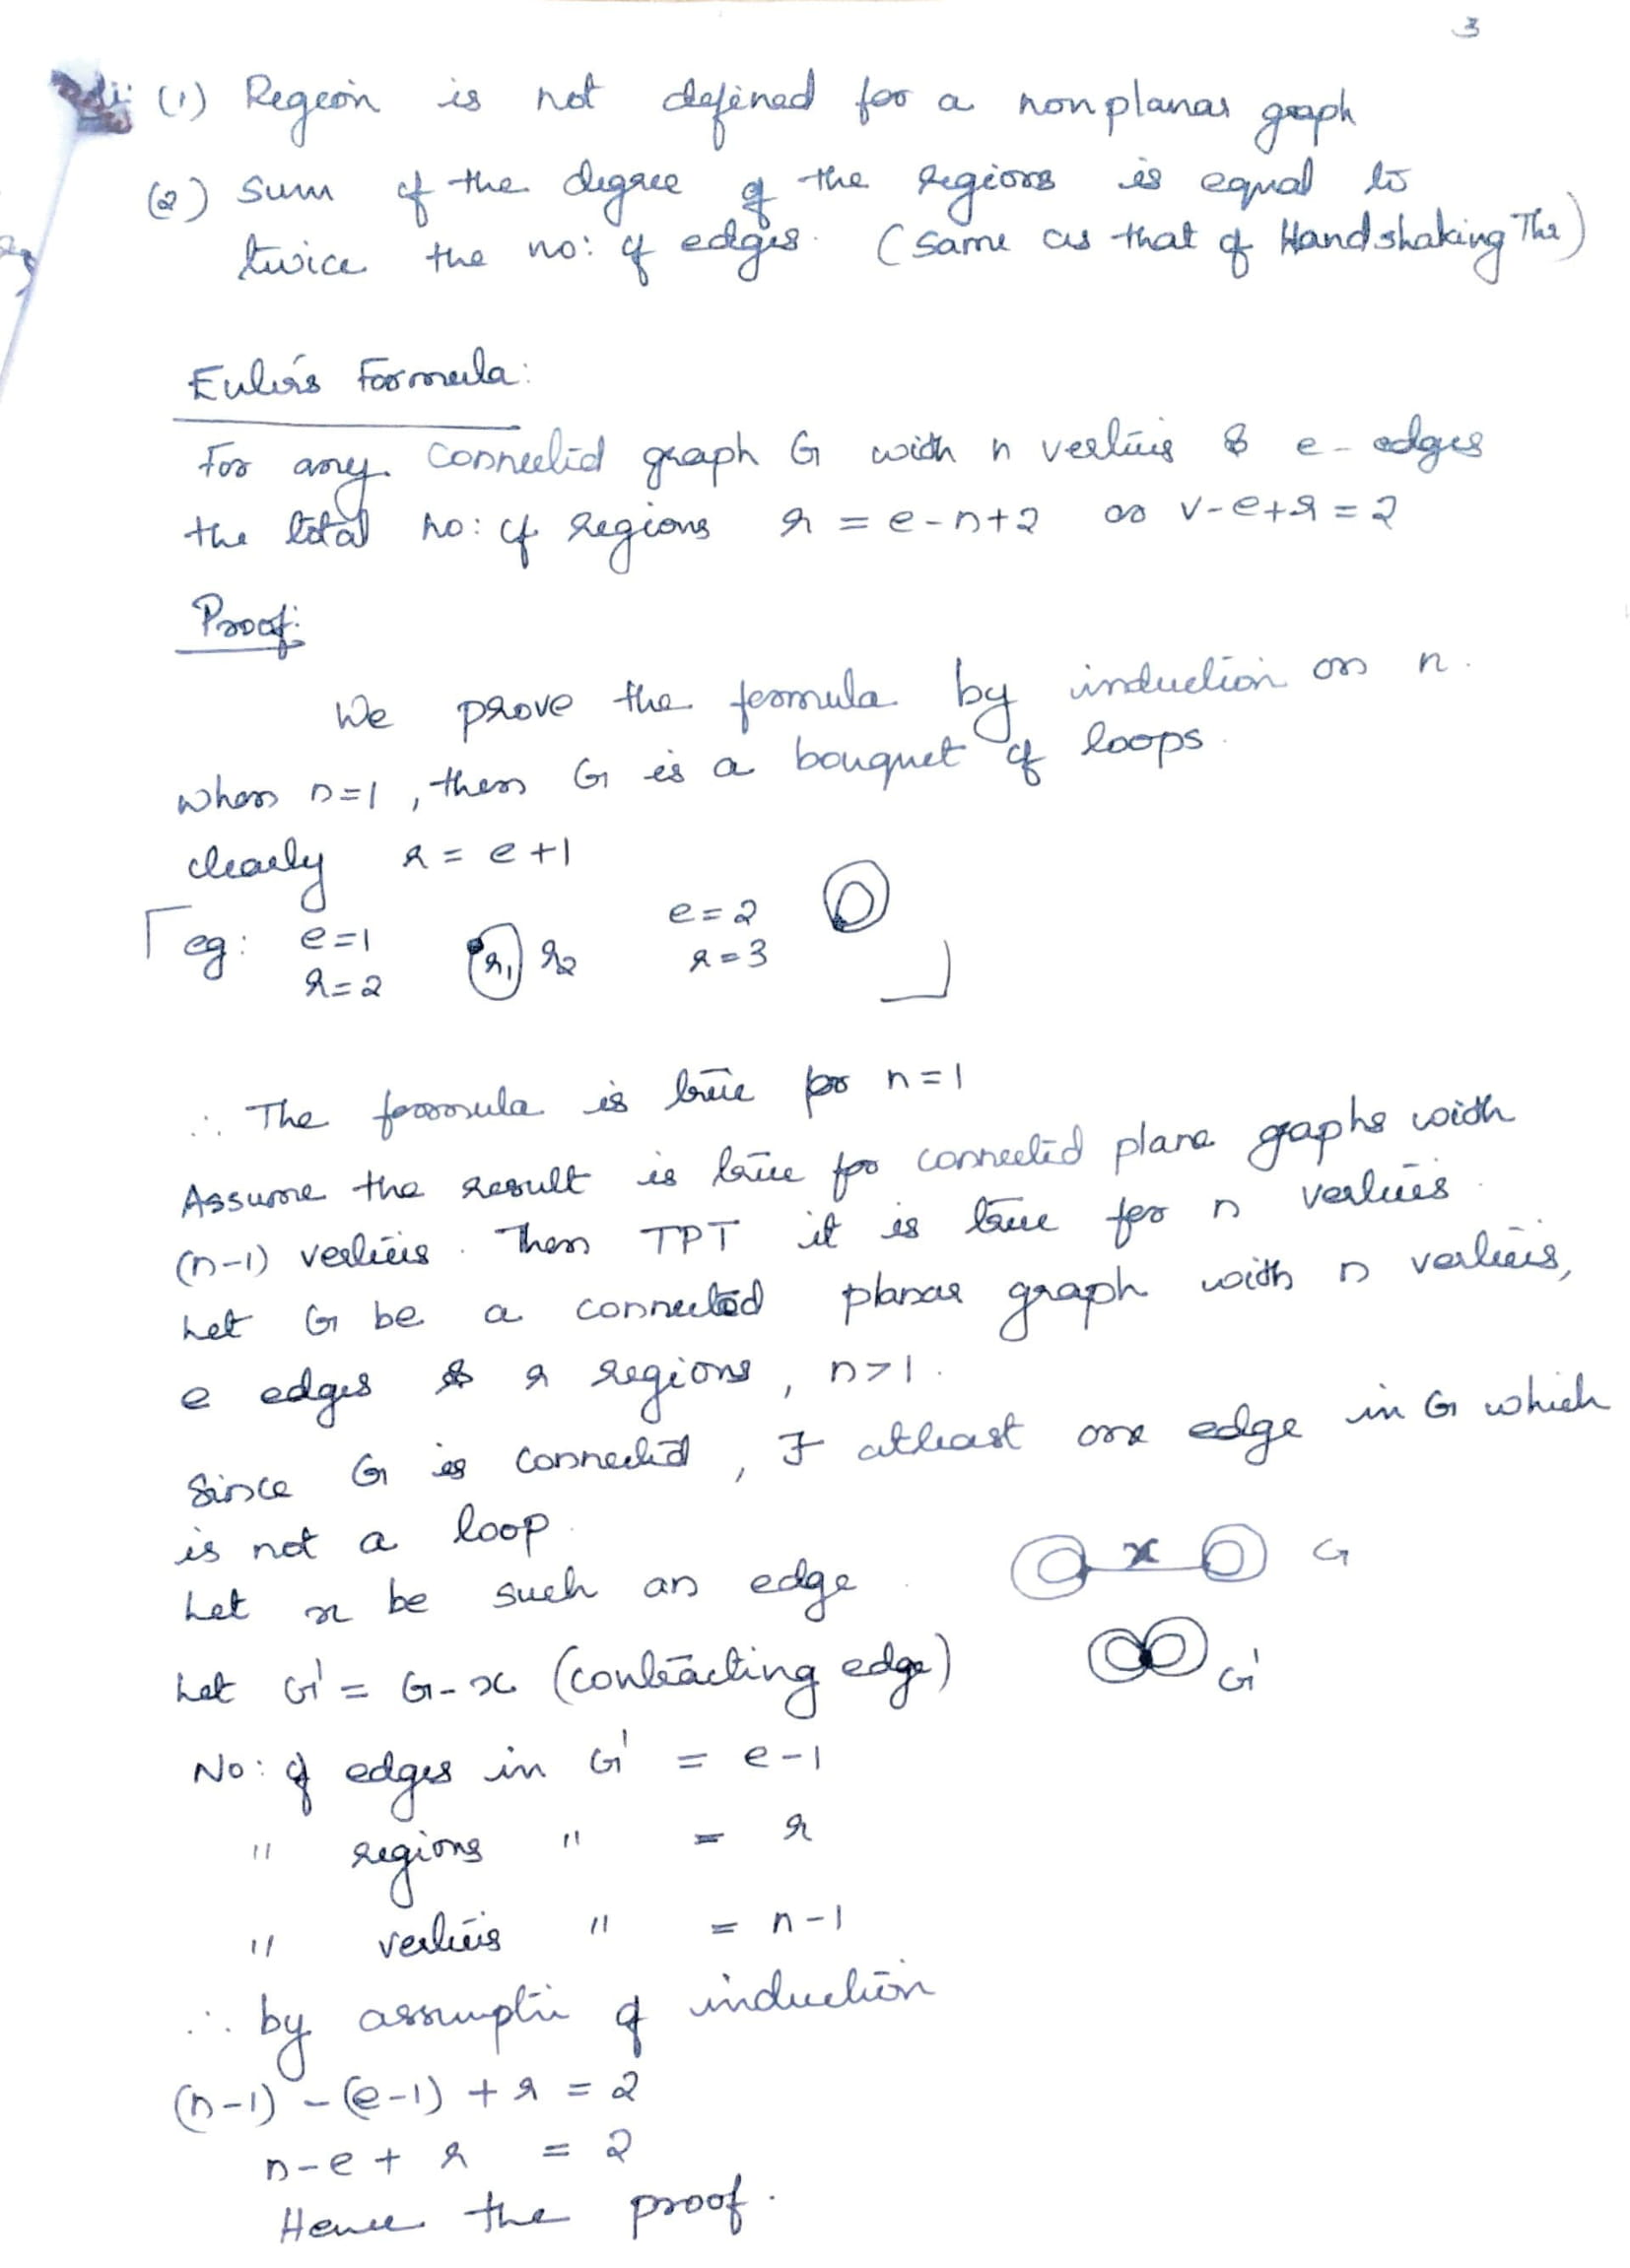 3
(1) Region is not defined for a nonplanar graph
(2) Sum of the degree of the regions is equal to
twice the no: of edges. (Same as that of Handshaking Thr)
Euler's Formula:
For any connected graph G with n vertices & e-edges
the total no: of regions r = e-n+2 or v-e+r=2
Proof:
We prove the formula by induction on n.
when n=1, then G is a bouquet of loops.
clearly r = e+1
eg: e=1 r1 r2 e=2
r=2 r=3
∴ The formula is true for n=1
Assume the result is true for connected plane graphs with
(n-1) vertices. Then TPT it is true for n vertices.
Let G be a connected planar graph with n vertices,
e edges & r regions, n>1.
Since G is connected, ∃ atleast one edge in G which
is not a loop.
x G
Let x be such an edge.
Let G' = G-x (contracting edge)
G'
No: of edges in G' = e-1
" regions " = r
" vertices " = n-1
∴ by assumpti of induction
(n-1) - (e-1) + r = 2
n-e+ r = 2
Hence the proof.